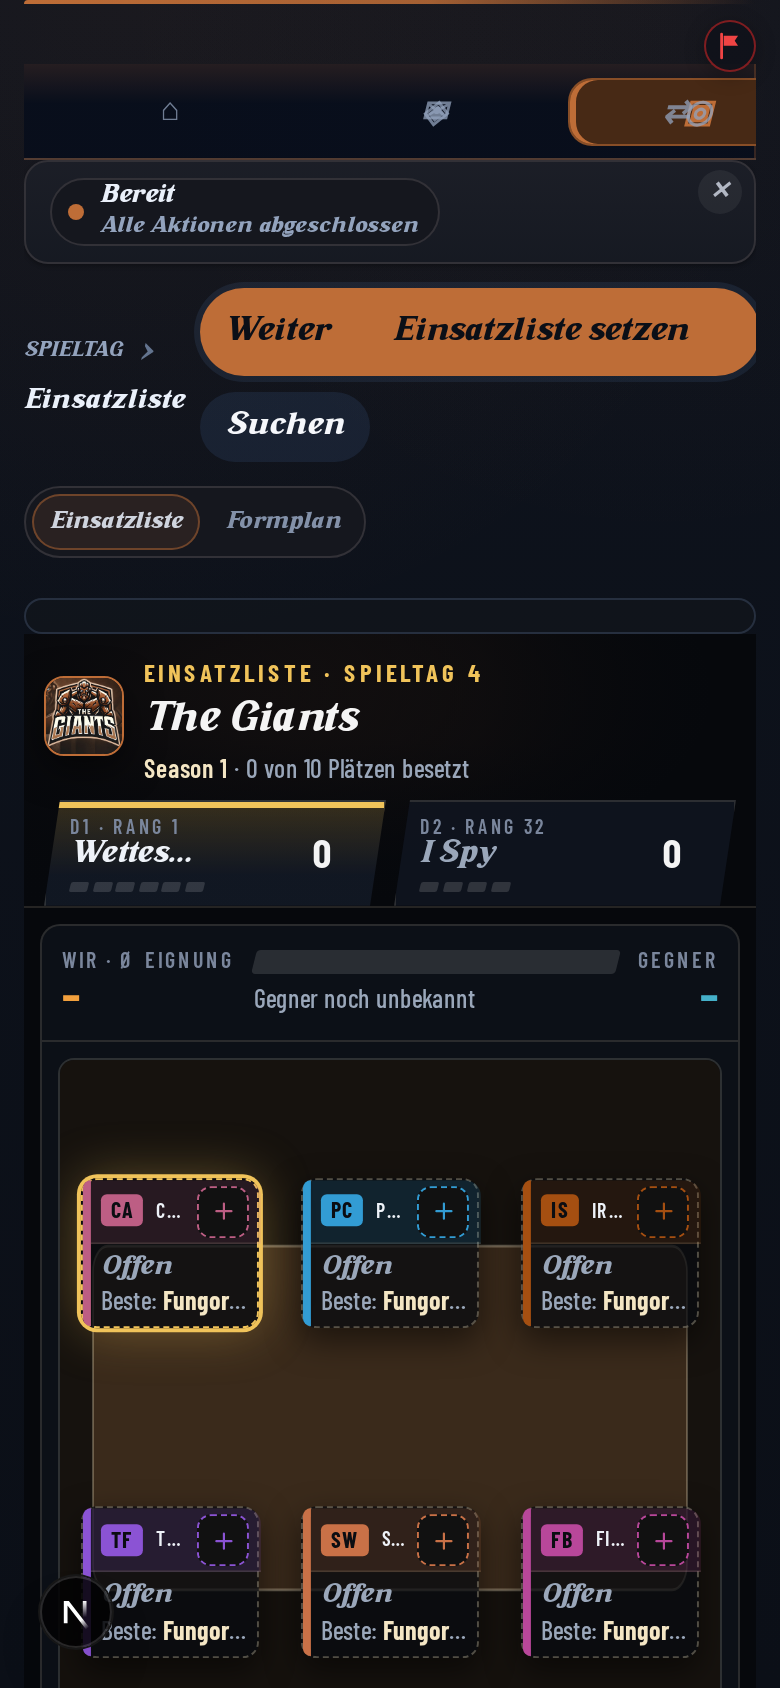 Bereit
Alle Aktionen abgeschlossen
Weiter Einsatzliste setzen
SPIELTAG ›
Einsatzliste
Suchen
Einsatzliste Formplan
EINSATZLISTE · SPIELTAG 4
THE
GIANTS
The Giants
Season 1 · 0 von 10 Plätzen besetzt
D1 · RANG 1
Wettes... 0
D2 · RANG 32
I Spy 0
WIR · Ø EIGNUNG GEGNER
– Gegner noch unbekannt –
CA C... +
Offen
Beste: Fungor...
PC P... +
Offen
Beste: Fungor...
IS IR... +
Offen
Beste: Fungor...
TF T... +
Offen
Beste: Fungor...
SW S... +
Offen
Beste: Fungor...
FB FI... +
Offen
Beste: Fungor...
N